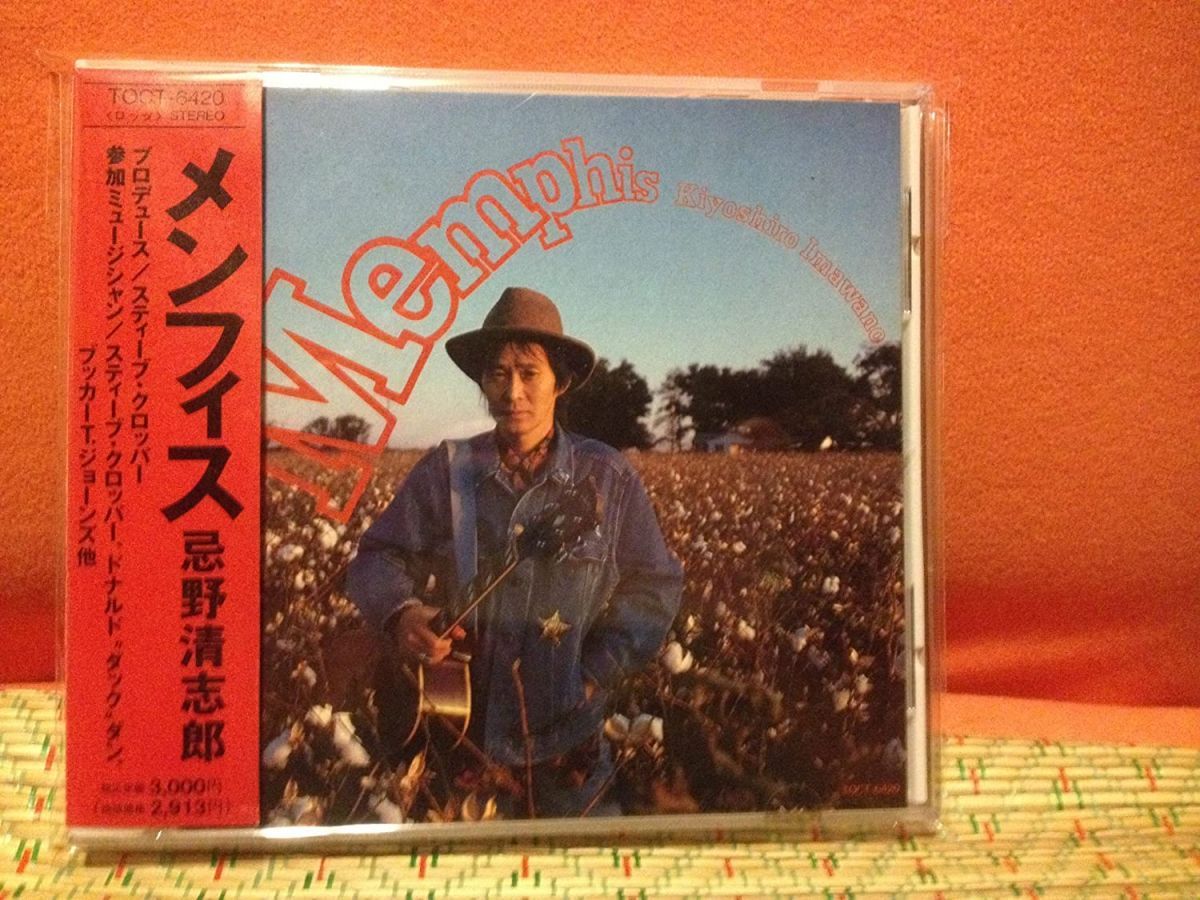 TOCT-6420
〈ロック〉 STEREO
メンフィス 忌野清志郎
プロデュース/スティーブ・クロッパー
参加ミュージシャン/スティーブ・クロッパー、ドナルド“ダック”ダン、
ブッカーT.ジョーンズ他
3,000円
2,913円
Memphis Kiyoshiro Imawano
TOCT-6420